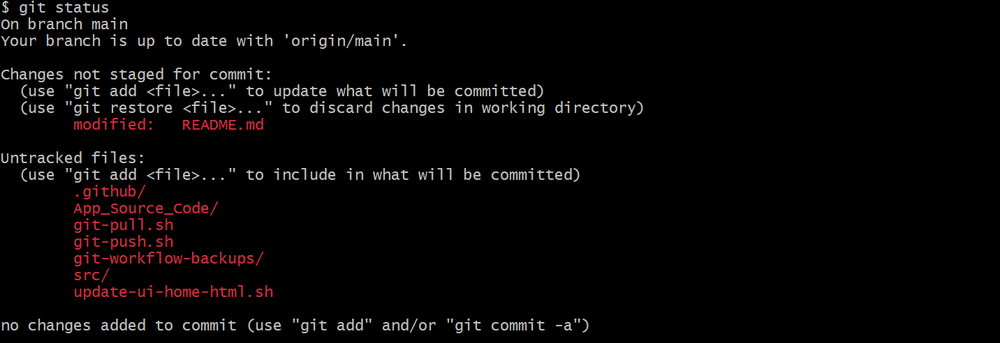 $ git status
On branch main
Your branch is up to date with 'origin/main'.

Changes not staged for commit:
  (use "git add <file>..." to update what will be committed)
  (use "git restore <file>..." to discard changes in working directory)
        modified:   README.md

Untracked files:
  (use "git add <file>..." to include in what will be committed)
        .github/
        App_Source_Code/
        git-pull.sh
        git-push.sh
        git-workflow-backups/
        src/
        update-ui-home-html.sh

no changes added to commit (use "git add" and/or "git commit -a")